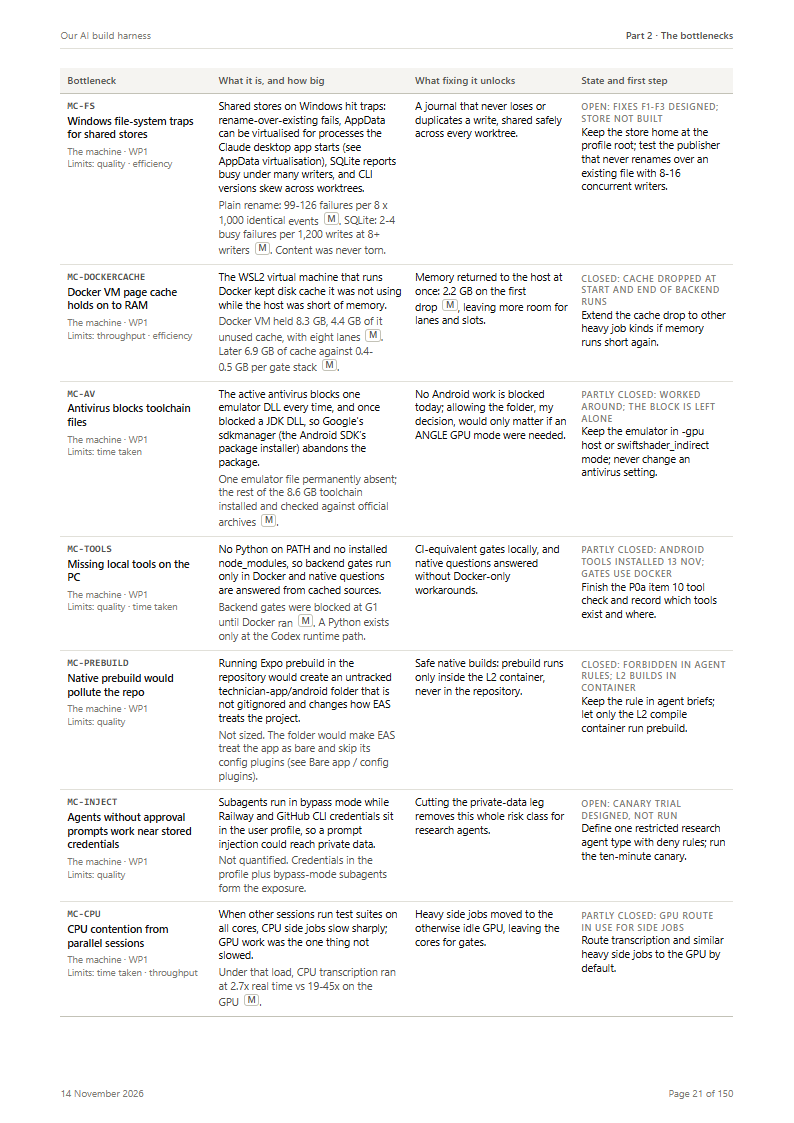 Our AI build harness
Part 2 · The bottlenecks
Bottleneck
What it is, and how big
What fixing it unlocks
State and first step
MC-FS
Windows file-system traps
for shared stores
The machine · WP1
Limits: quality · efficiency
Shared stores on Windows hit traps:
rename-over-existing fails, AppData
can be virtualised for processes the
Claude desktop app starts (see
AppData virtualisation), SQLite reports
busy under many writers, and CLI
versions skew across worktrees.
Plain rename: 99-126 failures per 8 x
1,000 identical events M. SQLite: 2-4
busy failures per 1,200 writes at 8+
writers M. Content was never torn.
A journal that never loses or
duplicates a write, shared safely
across every worktree.
OPEN: FIXES F1-F3 DESIGNED;
STORE NOT BUILT
Keep the store home at the
profile root; test the publisher
that never renames over an
existing file with 8-16
concurrent writers.
MC-DOCKERCACHE
Docker VM page cache
holds on to RAM
The machine · WP1
Limits: throughput · efficiency
The WSL2 virtual machine that runs
Docker kept disk cache it was not using
while the host was short of memory.
Docker VM held 8.3 GB, 4.4 GB of it
unused cache, with eight lanes M.
Later 6.9 GB of cache against 0.4-
0.5 GB per gate stack M.
Memory returned to the host at
once: 2.2 GB on the first
drop M, leaving more room for
lanes and slots.
CLOSED: CACHE DROPPED AT
START AND END OF BACKEND
RUNS
Extend the cache drop to other
heavy job kinds if memory
runs short again.
MC-AV
Antivirus blocks toolchain
files
The machine · WP1
Limits: time taken
The active antivirus blocks one
emulator DLL every time, and once
blocked a JDK DLL, so Google's
sdkmanager (the Android SDK's
package installer) abandons the
package.
One emulator file permanently absent;
the rest of the 8.6 GB toolchain
installed and checked against official
archives M.
No Android work is blocked
today; allowing the folder, my
decision, would only matter if an
ANGLE GPU mode were needed.
PARTLY CLOSED: WORKED
AROUND; THE BLOCK IS LEFT
ALONE
Keep the emulator in -gpu
host or swiftshader_indirect
mode; never change an
antivirus setting.
MC-TOOLS
Missing local tools on the
PC
The machine · WP1
Limits: quality · time taken
No Python on PATH and no installed
node_modules, so backend gates run
only in Docker and native questions
are answered from cached sources.
Backend gates were blocked at G1
until Docker ran M. A Python exists
only at the Codex runtime path.
CI-equivalent gates locally, and
native questions answered
without Docker-only
workarounds.
PARTLY CLOSED: ANDROID
TOOLS INSTALLED 13 NOV;
GATES USE DOCKER
Finish the P0a item 10 tool
check and record which tools
exist and where.
MC-PREBUILD
Native prebuild would
pollute the repo
The machine · WP1
Limits: quality
Running Expo prebuild in the
repository would create an untracked
technician-app/android folder that is
not gitignored and changes how EAS
treats the project.
Not sized. The folder would make EAS
treat the app as bare and skip its
config plugins (see Bare app / config
plugins).
Safe native builds: prebuild runs
only inside the L2 container,
never in the repository.
CLOSED: FORBIDDEN IN AGENT
RULES; L2 BUILDS IN
CONTAINER
Keep the rule in agent briefs;
let only the L2 compile
container run prebuild.
MC-INJECT
Agents without approval
prompts work near stored
credentials
The machine · WP1
Limits: quality
Subagents run in bypass mode while
Railway and GitHub CLI credentials sit
in the user profile, so a prompt
injection could reach private data.
Not quantified. Credentials in the
profile plus bypass-mode subagents
form the exposure.
Cutting the private-data leg
removes this whole risk class for
research agents.
OPEN: CANARY TRIAL
DESIGNED, NOT RUN
Define one restricted research
agent type with deny rules; run
the ten-minute canary.
MC-CPU
CPU contention from
parallel sessions
The machine · WP1
Limits: time taken · throughput
When other sessions run test suites on
all cores, CPU side jobs slow sharply;
GPU work was the one thing not
slowed.
Under that load, CPU transcription ran
at 2.7x real time vs 19-45x on the
GPU M.
Heavy side jobs moved to the
otherwise idle GPU, leaving the
cores for gates.
PARTLY CLOSED: GPU ROUTE
IN USE FOR SIDE JOBS
Route transcription and similar
heavy side jobs to the GPU by
default.
14 November 2026
Page 21 of 150